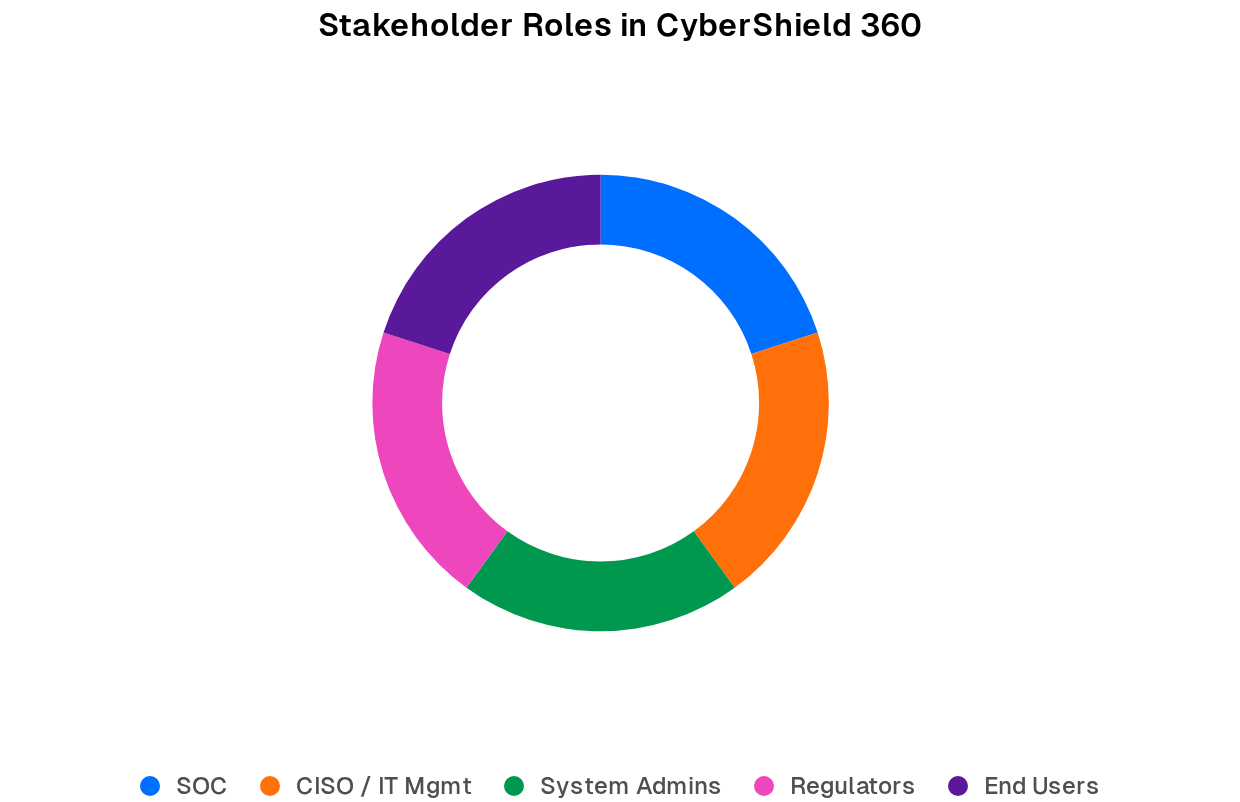 Stakeholder Roles in CyberShield 360
SOC
CISO / IT Mgmt
System Admins
Regulators
End Users